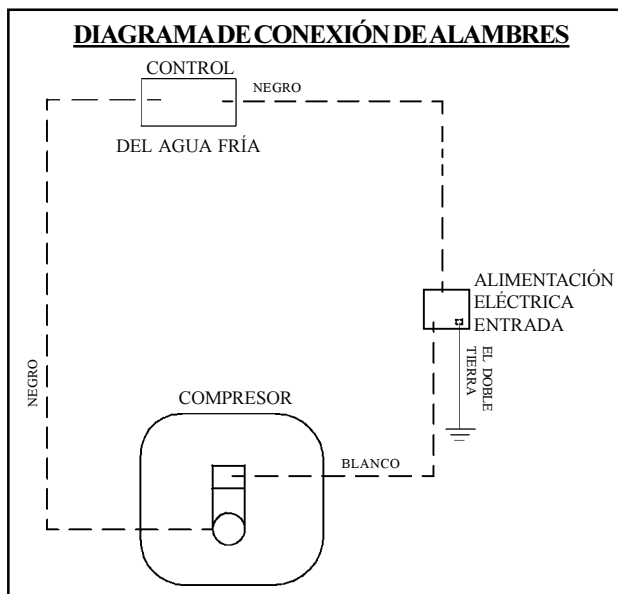 DIAGRAMA DE CONEXIÓN DE ALAMBRES
CONTROL
NEGRO
DEL AGUA FRÍA
ALIMENTACIÓN
ELÉCTRICA
ENTRADA
EL DOBLE
TIERRA
NEGRO
COMPRESOR
BLANCO